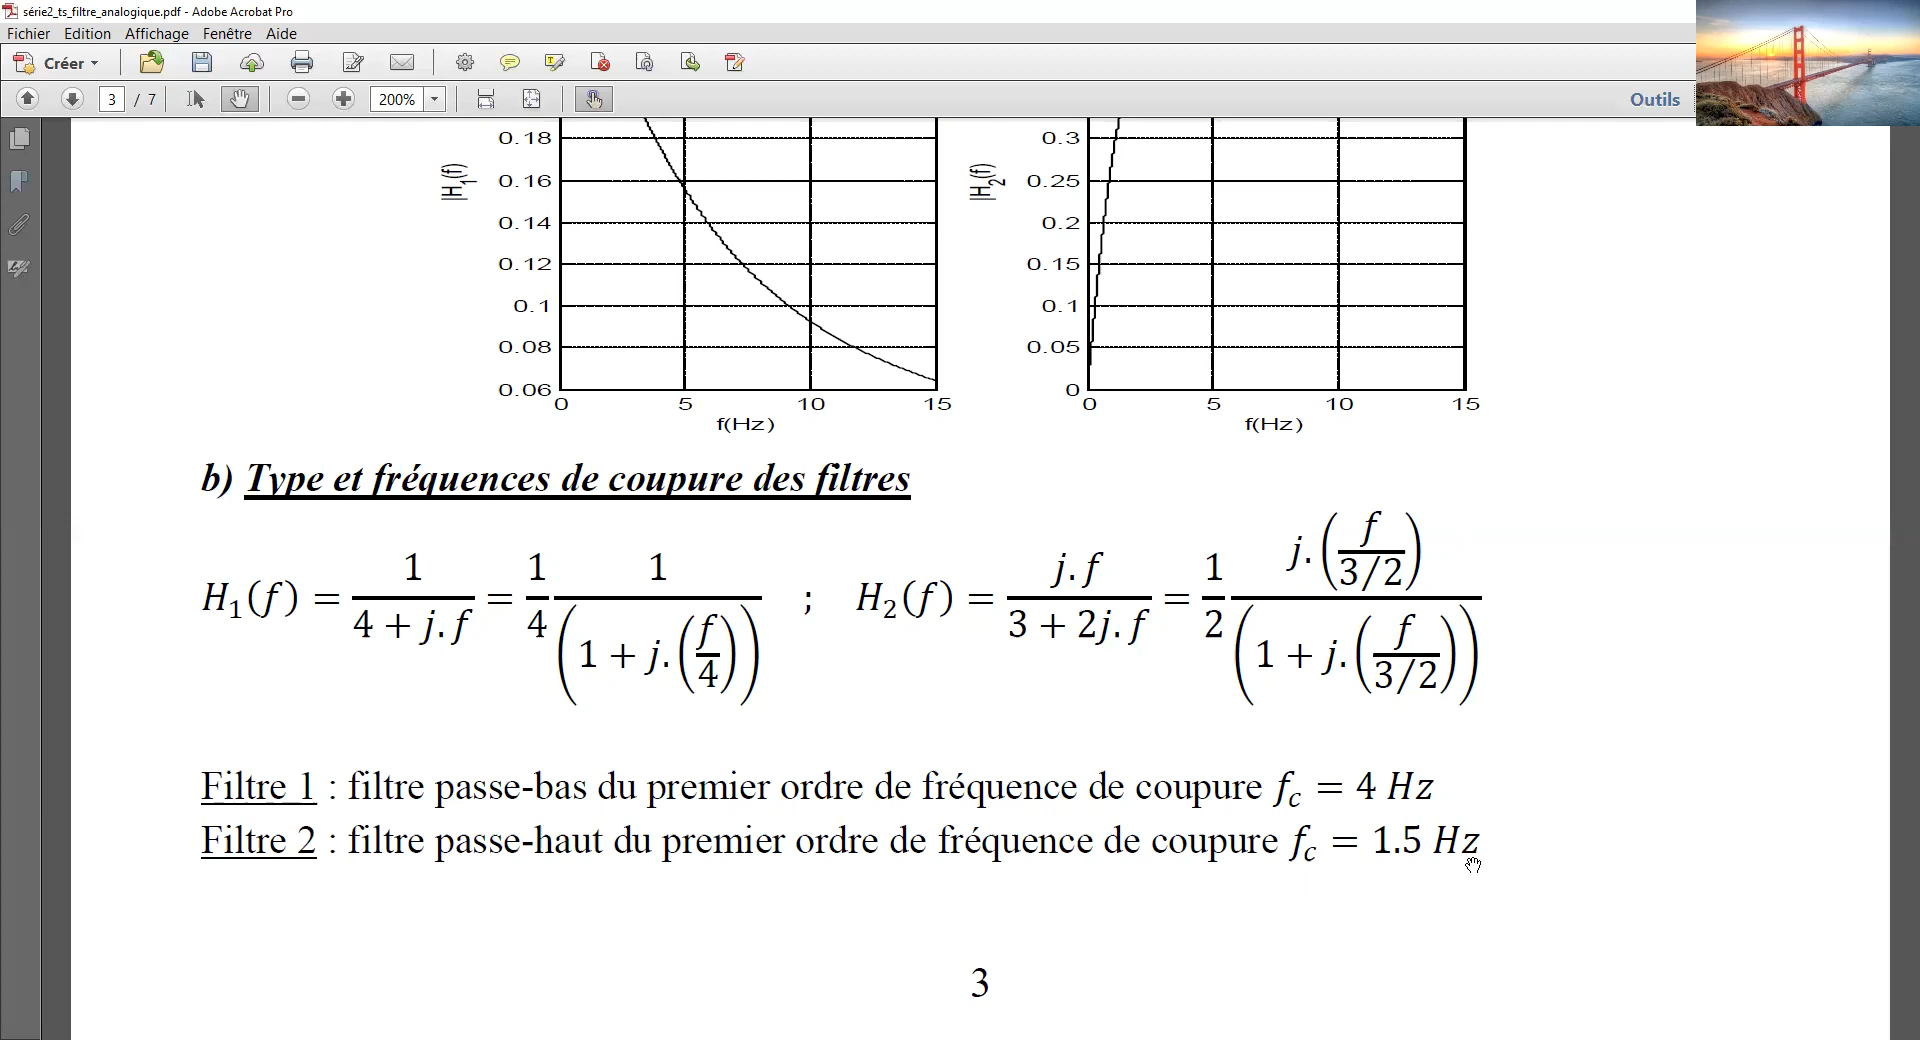 série2_ts_filtre_analogique.pdf - Adobe Acrobat Pro
Fichier Edition Affichage Fenêtre Aide
Créer
3 / 7 200% Outils
0.18
0.16
0.14
0.12
0.1
0.08
0.06
0 5 10 15
f(Hz)
|H1(f)
0.3
0.25
0.2
0.15
0.1
0.05
0
0 5 10 15
f(Hz)
|H2(f)
b) Type et fréquences de coupure des filtres
H₁(f) = 1/(4 + j.f) = 1/4 1/(1 + j.(f/4)) ; H₂(f) = j.f/(3 + 2j.f) = 1/2 j.(f/(3/2))/(1 + j.(f/(3/2)))
Filtre 1 : filtre passe-bas du premier ordre de fréquence de coupure f_c = 4 Hz
Filtre 2 : filtre passe-haut du premier ordre de fréquence de coupure f_c = 1.5 Hz
3